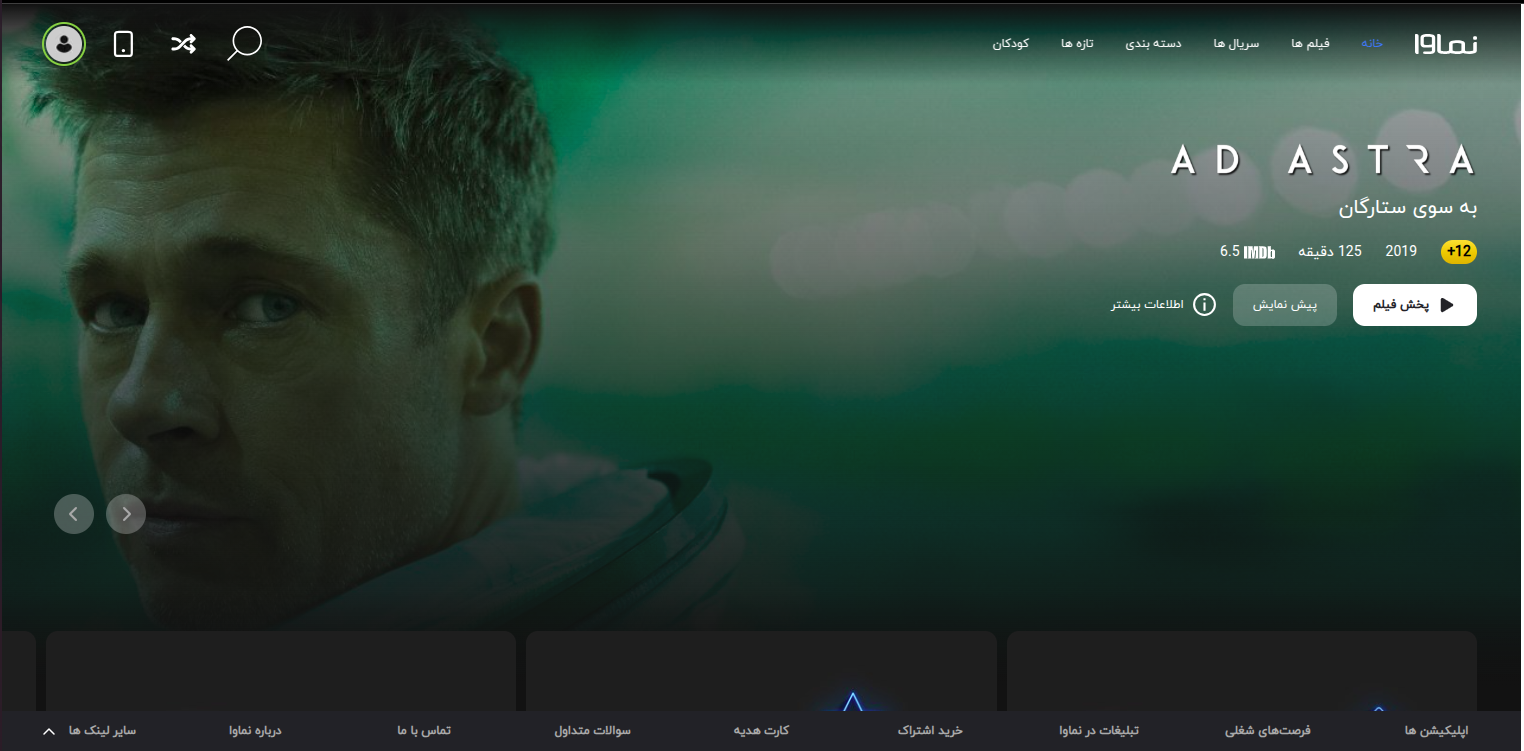 نماوا خانه فیلم ها سریال ها دسته بندی تازه ها کودکان
AD ASTRA
به سوی ستارگان
+12 2019 125 دقیقه IMDb 6.5
پخش فیلم پیش نمایش اطلاعات بیشتر
اپلیکیشن ها فرصت‌های شغلی تبلیغات در نماوا خرید اشتراک کارت هدیه سوالات متداول تماس با ما درباره نماوا سایر لینک ها